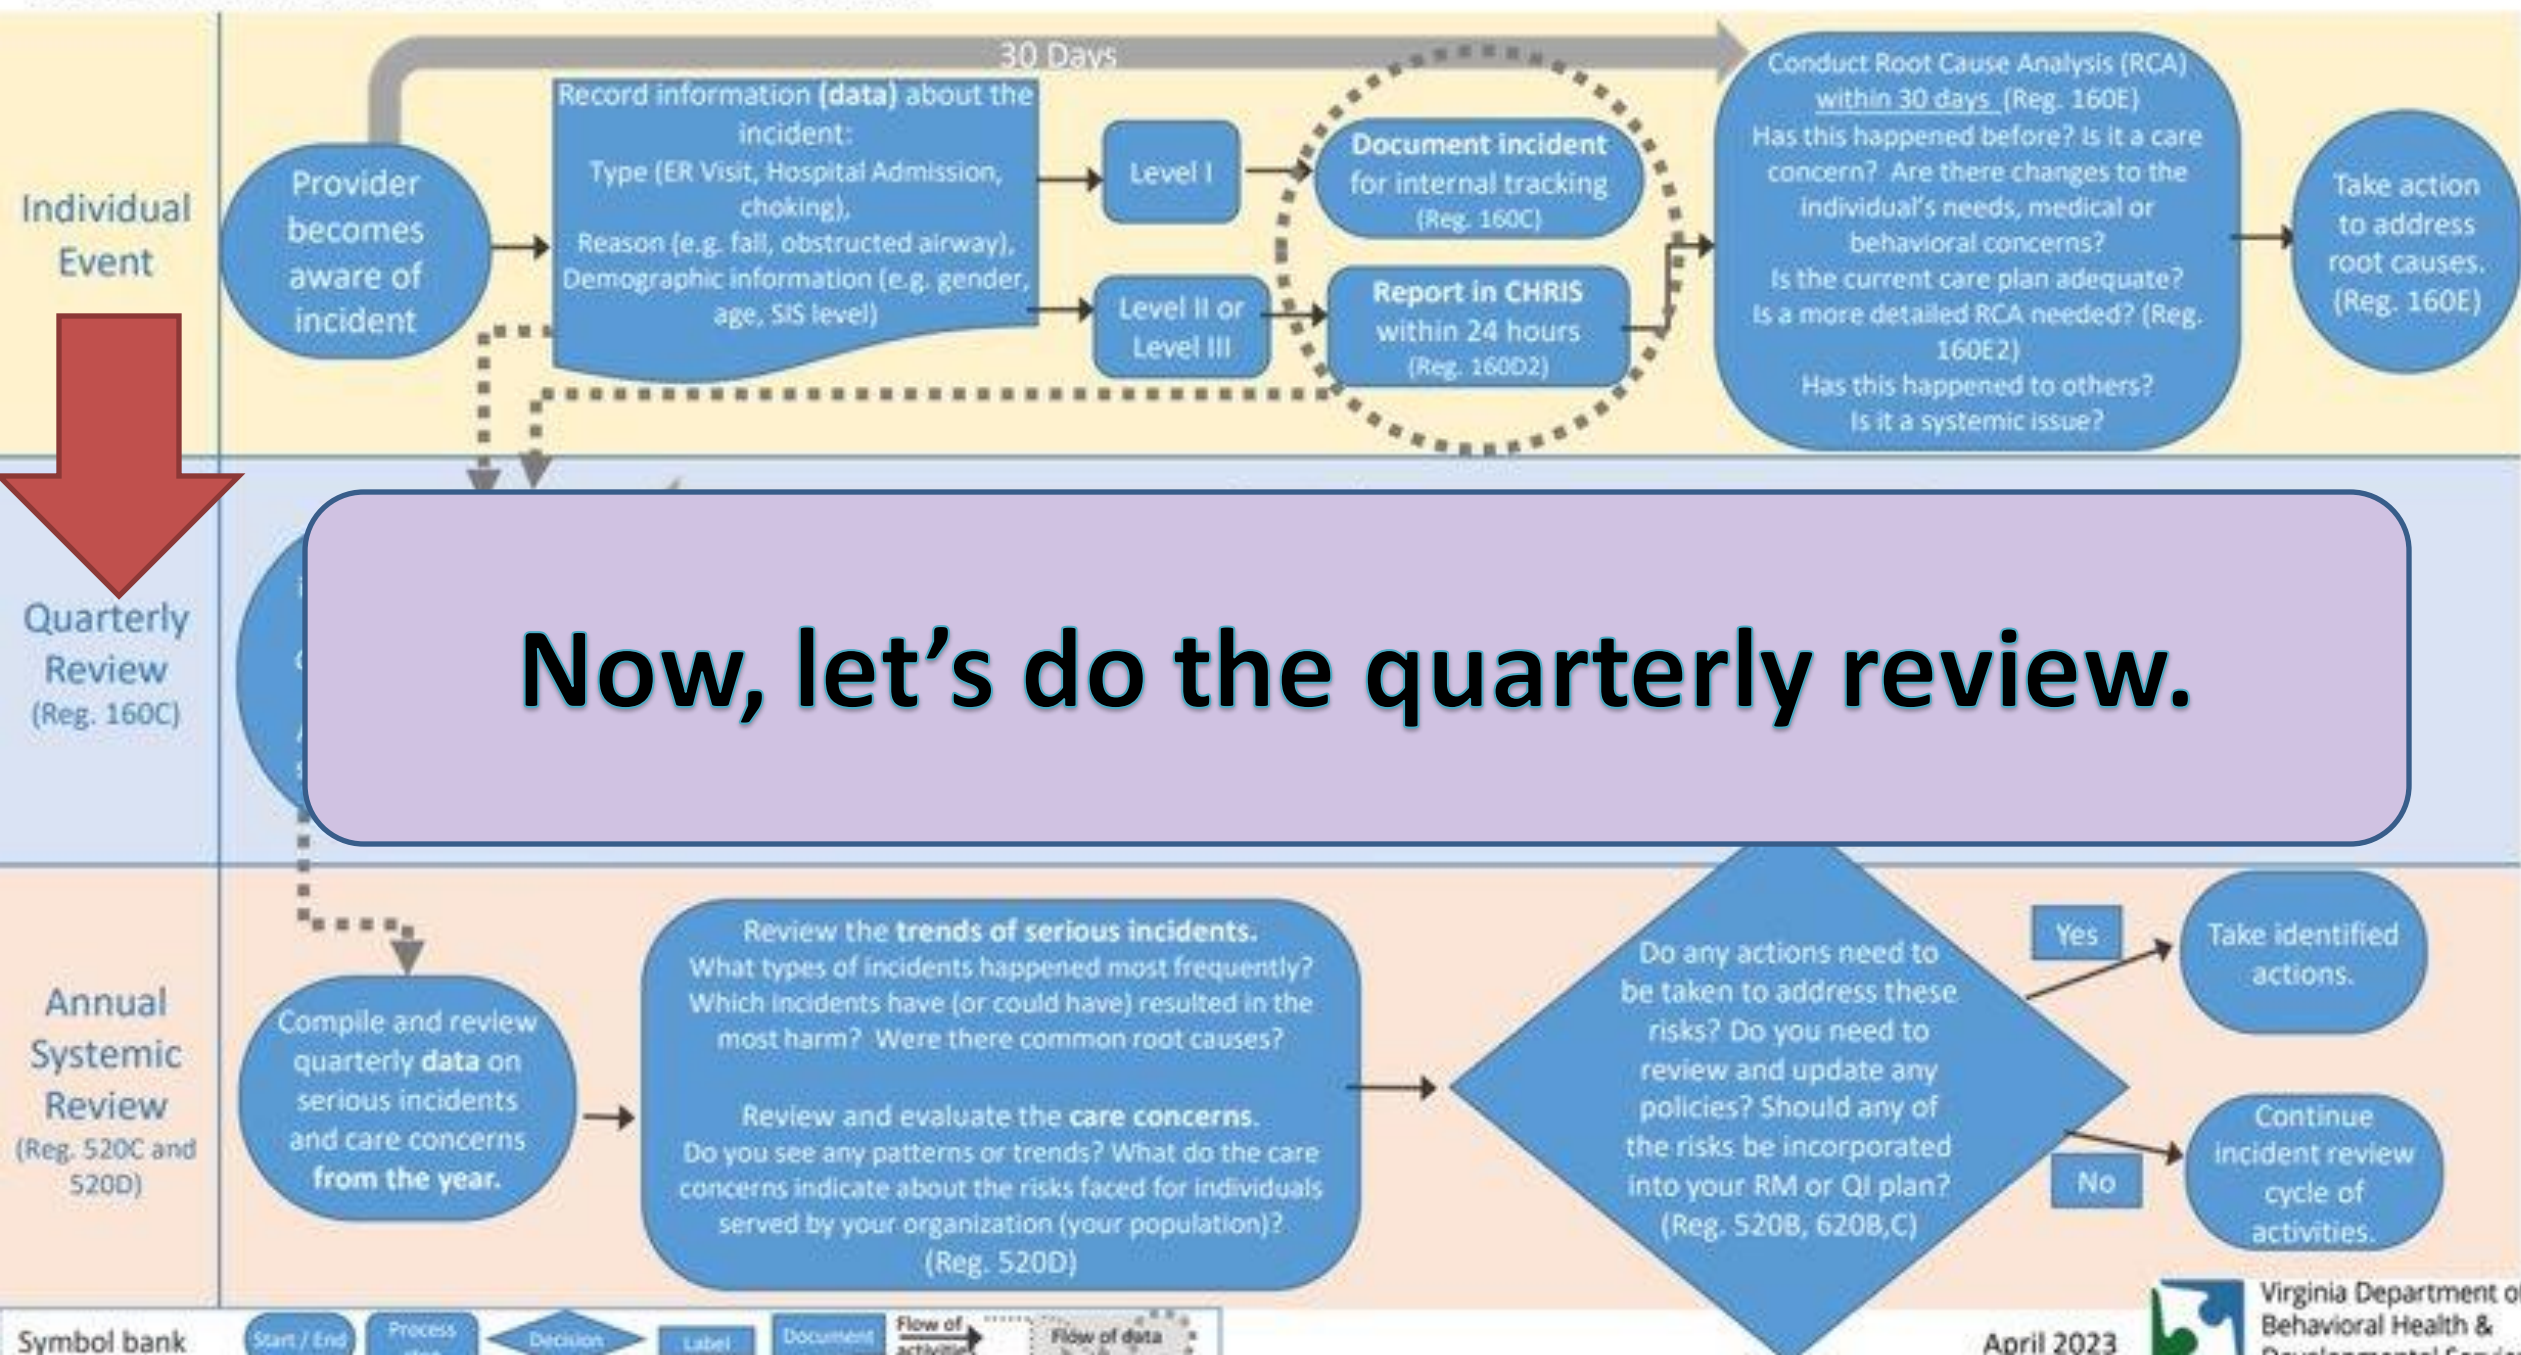 30 Days
Individual
Event
Provider
becomes
aware of
incident
Record information (data) about the
incident:
Type (ER Visit, Hospital Admission,
choking),
Reason (e.g. fall, obstructed airway),
Demographic information (e.g. gender,
age, SIS level)
Level I
Level II or
Level III
Document incident
for internal tracking
(Reg. 160C)
Report in CHRIS
within 24 hours
(Reg. 160D2)
Conduct Root Cause Analysis (RCA)
within 30 days (Reg. 160E)
Has this happened before? Is it a care
concern? Are there changes to the
individual's needs, medical or
behavioral concerns?
Is the current care plan adequate?
Is a more detailed RCA needed? (Reg.
160E2)
Has this happened to others?
Is it a systemic issue?
Take action
to address
root causes.
(Reg. 160E)
Quarterly
Review
(Reg. 160C)
Now, let’s do the quarterly review.
Annual
Systemic
Review
(Reg. 520C and
520D)
Compile and review
quarterly data on
serious incidents
and care concerns
from the year.
Review the trends of serious incidents.
What types of incidents happened most frequently?
Which incidents have (or could have) resulted in the
most harm? Were there common root causes?
Review and evaluate the care concerns.
Do you see any patterns or trends? What do the care
concerns indicate about the risks faced for individuals
served by your organization (your population)?
(Reg. 520D)
Do any actions need to
be taken to address these
risks? Do you need to
review and update any
policies? Should any of
the risks be incorporated
into your RM or QI plan?
(Reg. 520B, 620B,C)
Yes
No
Take identified
actions.
Continue
incident review
cycle of
activities.
Symbol bank
Start / End
Process
Decision
Label
Document
Flow of
Flow of data
April 2023
Virginia Department of
Behavioral Health &